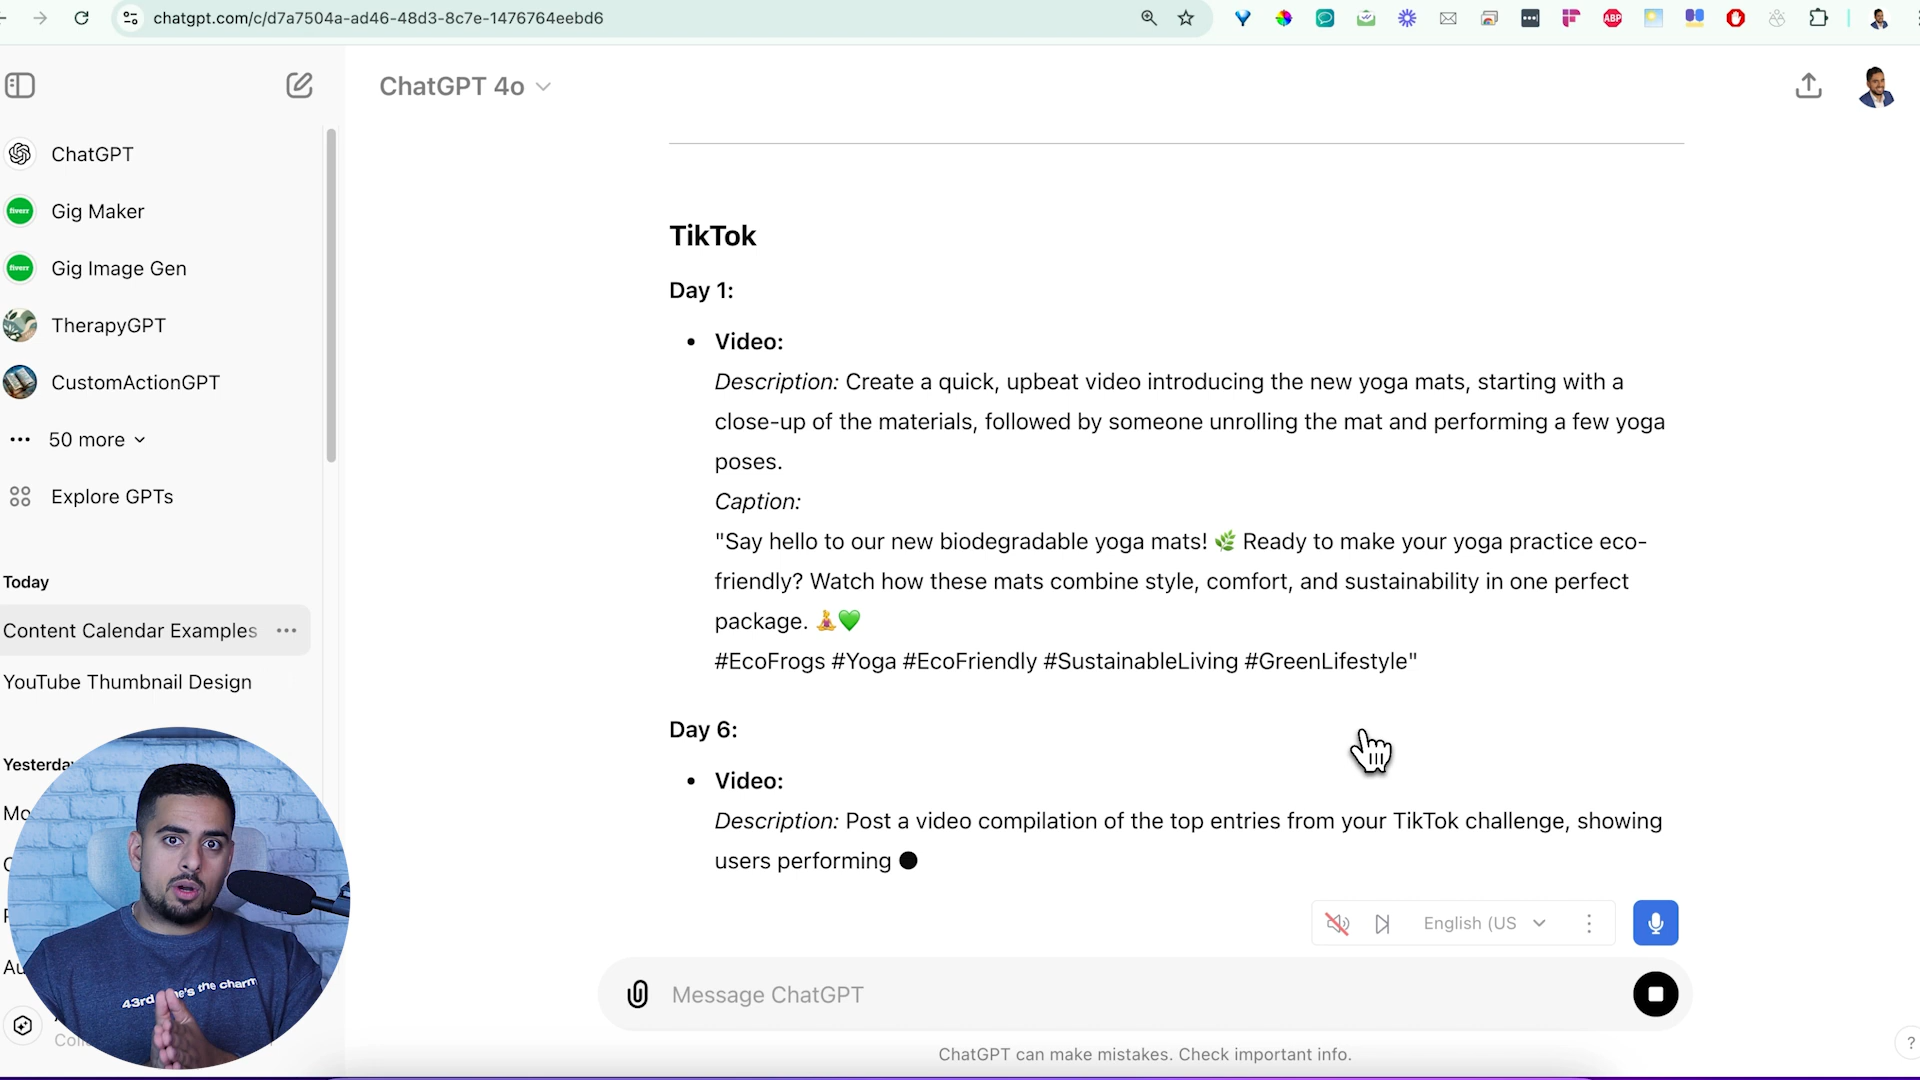 chatgpt.com/c/d7a7504a-ad46-48d3-8c7e-1476764eebd6
ABP
ChatGPT 4o
ChatGPT
fiverr
Gig Maker
fiverr
Gig Image Gen
TherapyGPT
CustomActionGPT
50 more
Explore GPTs
Today
Content Calendar Examples
YouTube Thumbnail Design
TikTok
Day 1:
• Video:
Description: Create a quick, upbeat video introducing the new yoga mats, starting with a
close-up of the materials, followed by someone unrolling the mat and performing a few yoga
poses.
Caption:
"Say hello to our new biodegradable yoga mats! 🌿 Ready to make your yoga practice eco-
friendly? Watch how these mats combine style, comfort, and sustainability in one perfect
package. 🧘💚
#EcoFrogs #Yoga #EcoFriendly #SustainableLiving #GreenLifestyle"
Day 6:
• Video:
Description: Post a video compilation of the top entries from your TikTok challenge, showing
users performing
English (US
Message ChatGPT
ChatGPT can make mistakes. Check important info.
?
43rd the charm